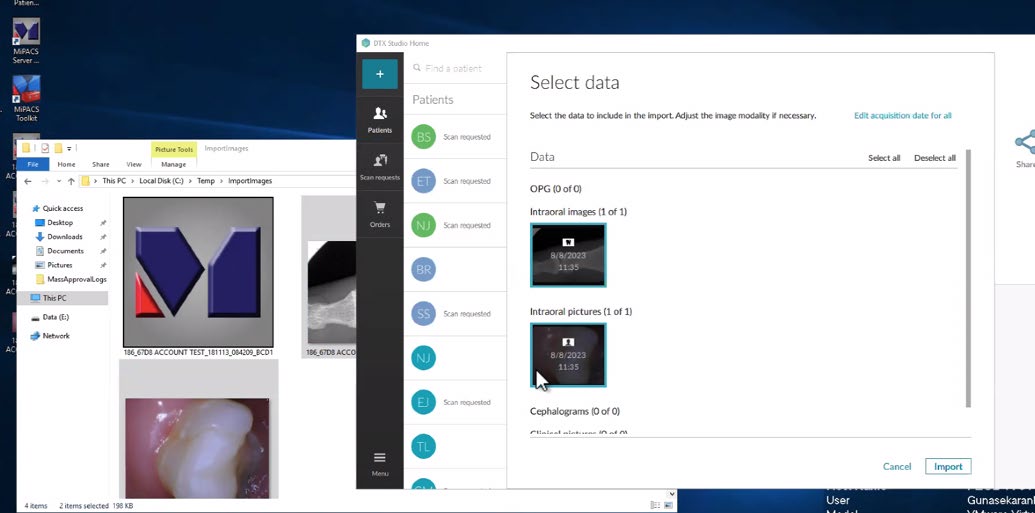 Patien...
MiPACS
Server ...
MiPACS
Toolkit
Picture Tools
ImportImages
File
Home
Share
View
Manage
This PC > Local Disk (C:) > Temp > ImportImages
Quick access
Desktop
Downloads
Documents
Pictures
MassApprovalLogs
This PC
Data (E:)
Network
186_67D8 ACCOUNT TEST_181113_084209_BCD1
186_67D8 ACCO
4 items
2 items selected 198 KB
DTX Studio Home
+
Patients
Scan requests
Orders
Menu
Find a patient
Patients
BS
Scan requested
ET
Scan requested
NJ
Scan requested
BR
SS
Scan requested
NJ
EJ
Scan requested
TL
Select data
Select the data to include in the import. Adjust the image modality if necessary.
Edit acquisition date for all
Data
Select all
Deselect all
OPG (0 of 0)
Intraoral images (1 of 1)
8/8/2023
11:35
Intraoral pictures (1 of 1)
8/8/2023
11:35
Cephalograms (0 of 0)
Clinical pictures (0 of 0)
Cancel
Import
Share
User
Gunasekaran